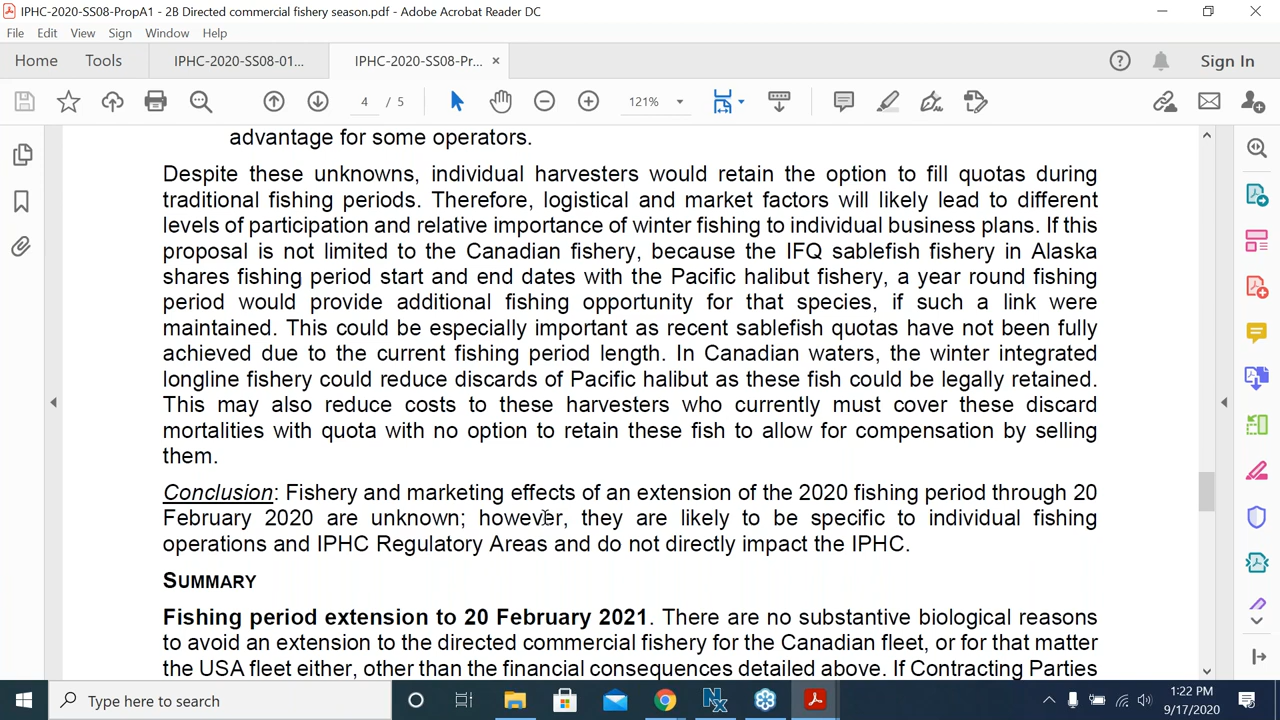 IPHC-2020-SS08-PropA1 - 2B Directed commercial fishery season.pdf - Adobe Acrobat Reader DC
File Edit View Sign Window Help
Home Tools IPHC-2020-SS08-01... IPHC-2020-SS08-Pr... × Sign In
4 / 5 121%
advantage for some operators.
Despite these unknowns, individual harvesters would retain the option to fill quotas during
traditional fishing periods. Therefore, logistical and market factors will likely lead to different
levels of participation and relative importance of winter fishing to individual business plans. If this
proposal is not limited to the Canadian fishery, because the IFQ sablefish fishery in Alaska
shares fishing period start and end dates with the Pacific halibut fishery, a year round fishing
period would provide additional fishing opportunity for that species, if such a link were
maintained. This could be especially important as recent sablefish quotas have not been fully
achieved due to the current fishing period length. In Canadian waters, the winter integrated
longline fishery could reduce discards of Pacific halibut as these fish could be legally retained.
This may also reduce costs to these harvesters who currently must cover these discard
mortalities with quota with no option to retain these fish to allow for compensation by selling
them.
Conclusion: Fishery and marketing effects of an extension of the 2020 fishing period through 20
February 2020 are unknown; however, they are likely to be specific to individual fishing
operations and IPHC Regulatory Areas and do not directly impact the IPHC.
SUMMARY
Fishing period extension to 20 February 2021. There are no substantive biological reasons
to avoid an extension to the directed commercial fishery for the Canadian fleet, or for that matter
the USA fleet either, other than the financial consequences detailed above. If Contracting Parties
Type here to search
1:22 PM
9/17/2020